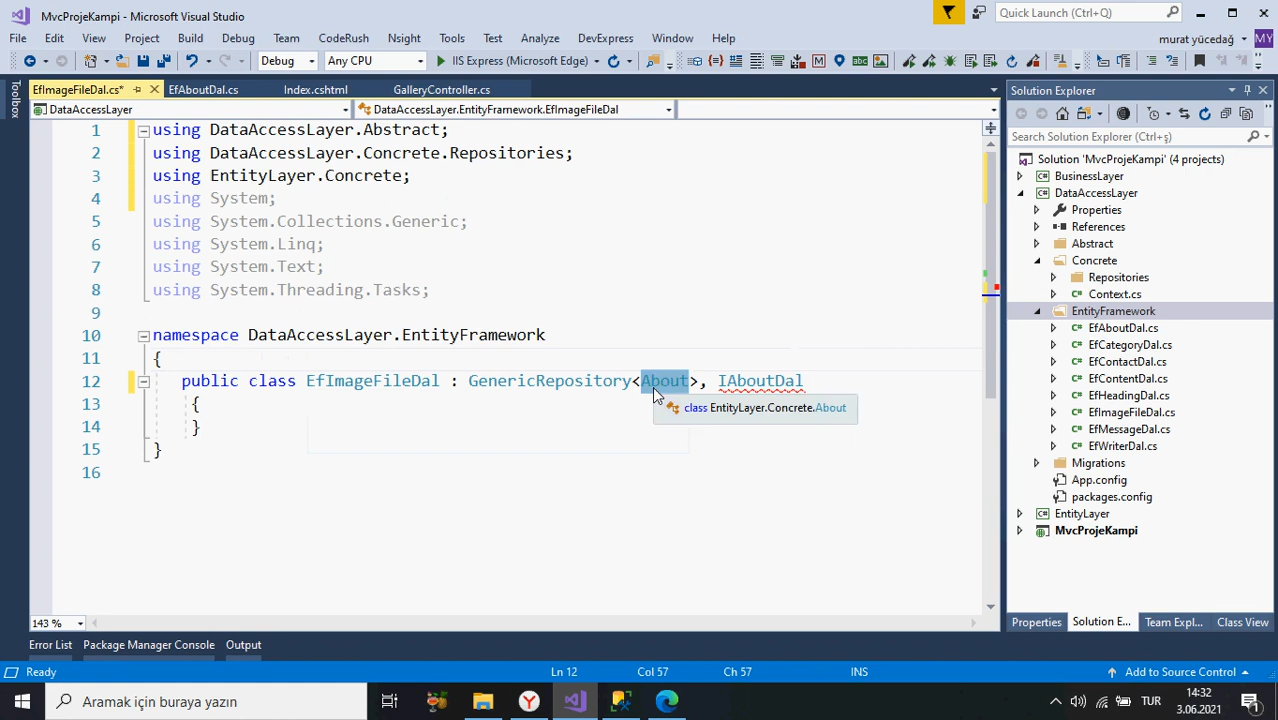 MvcProjeKampi - Microsoft Visual Studio
Quick Launch (Ctrl+Q)
File Edit View Project Build Debug Team CodeRush Nsight Tools Test Analyze DevExpress Window Help
murat yücedağ MY
Debug Any CPU IIS Express (Microsoft Edge)
Toolbox
EfImageFileDal.cs* EfAboutDal.cs Index.cshtml GalleryController.cs
DataAccessLayer DataAccessLayer.EntityFramework.EfImageFileDal
1 using DataAccessLayer.Abstract;
2 using DataAccessLayer.Concrete.Repositories;
3 using EntityLayer.Concrete;
4 using System;
5 using System.Collections.Generic;
6 using System.Linq;
7 using System.Text;
8 using System.Threading.Tasks;
9
10 namespace DataAccessLayer.EntityFramework
11 {
12 public class EfImageFileDal : GenericRepository<About>, IAboutDal
13 {
14 }
15 }
16
class EntityLayer.Concrete.About
143 %
Solution Explorer
Search Solution Explorer (Ctrl+ş)
Solution 'MvcProjeKampi' (4 projects)
BusinessLayer
DataAccessLayer
Properties
References
Abstract
Concrete
Repositories
Context.cs
EntityFramework
EfAboutDal.cs
EfCategoryDal.cs
EfContactDal.cs
EfContentDal.cs
EfHeadingDal.cs
EfImageFileDal.cs
EfMessageDal.cs
EfWriterDal.cs
Migrations
App.config
packages.config
EntityLayer
MvcProjeKampi
Properties Solution E... Team Expl... Class View
Error List Package Manager Console Output
Ready Ln 12 Col 57 Ch 57 INS Add to Source Control
Aramak için buraya yazın
TUR
14:32
3.06.2021
1